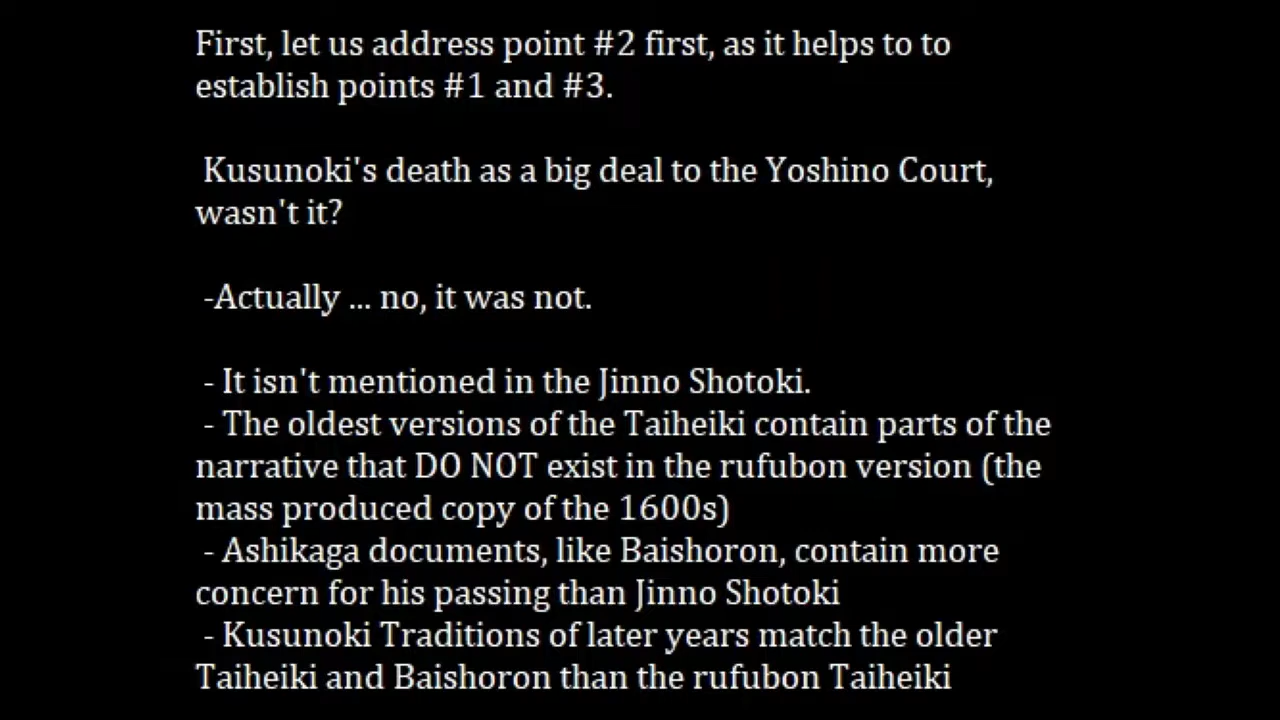 First, let us address point #2 first, as it helps to to
establish points #1 and #3.
Kusunoki's death as a big deal to the Yoshino Court,
wasn't it?
-Actually ... no, it was not.
- It isn't mentioned in the Jinno Shotoki.
- The oldest versions of the Taiheiki contain parts of the
narrative that DO NOT exist in the rufubon version (the
mass produced copy of the 1600s)
- Ashikaga documents, like Baishoron, contain more
concern for his passing than Jinno Shotoki
- Kusunoki Traditions of later years match the older
Taiheiki and Baishoron than the rufubon Taiheiki